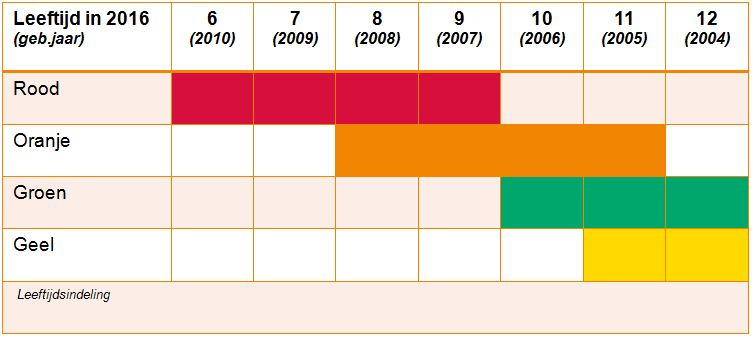 Leeftijd in 2016 6 7 8 9 10 11 12
(geb.jaar) (2010) (2009) (2008) (2007) (2006) (2005) (2004)
Rood
Oranje
Groen
Geel
Leeftijdsindeling